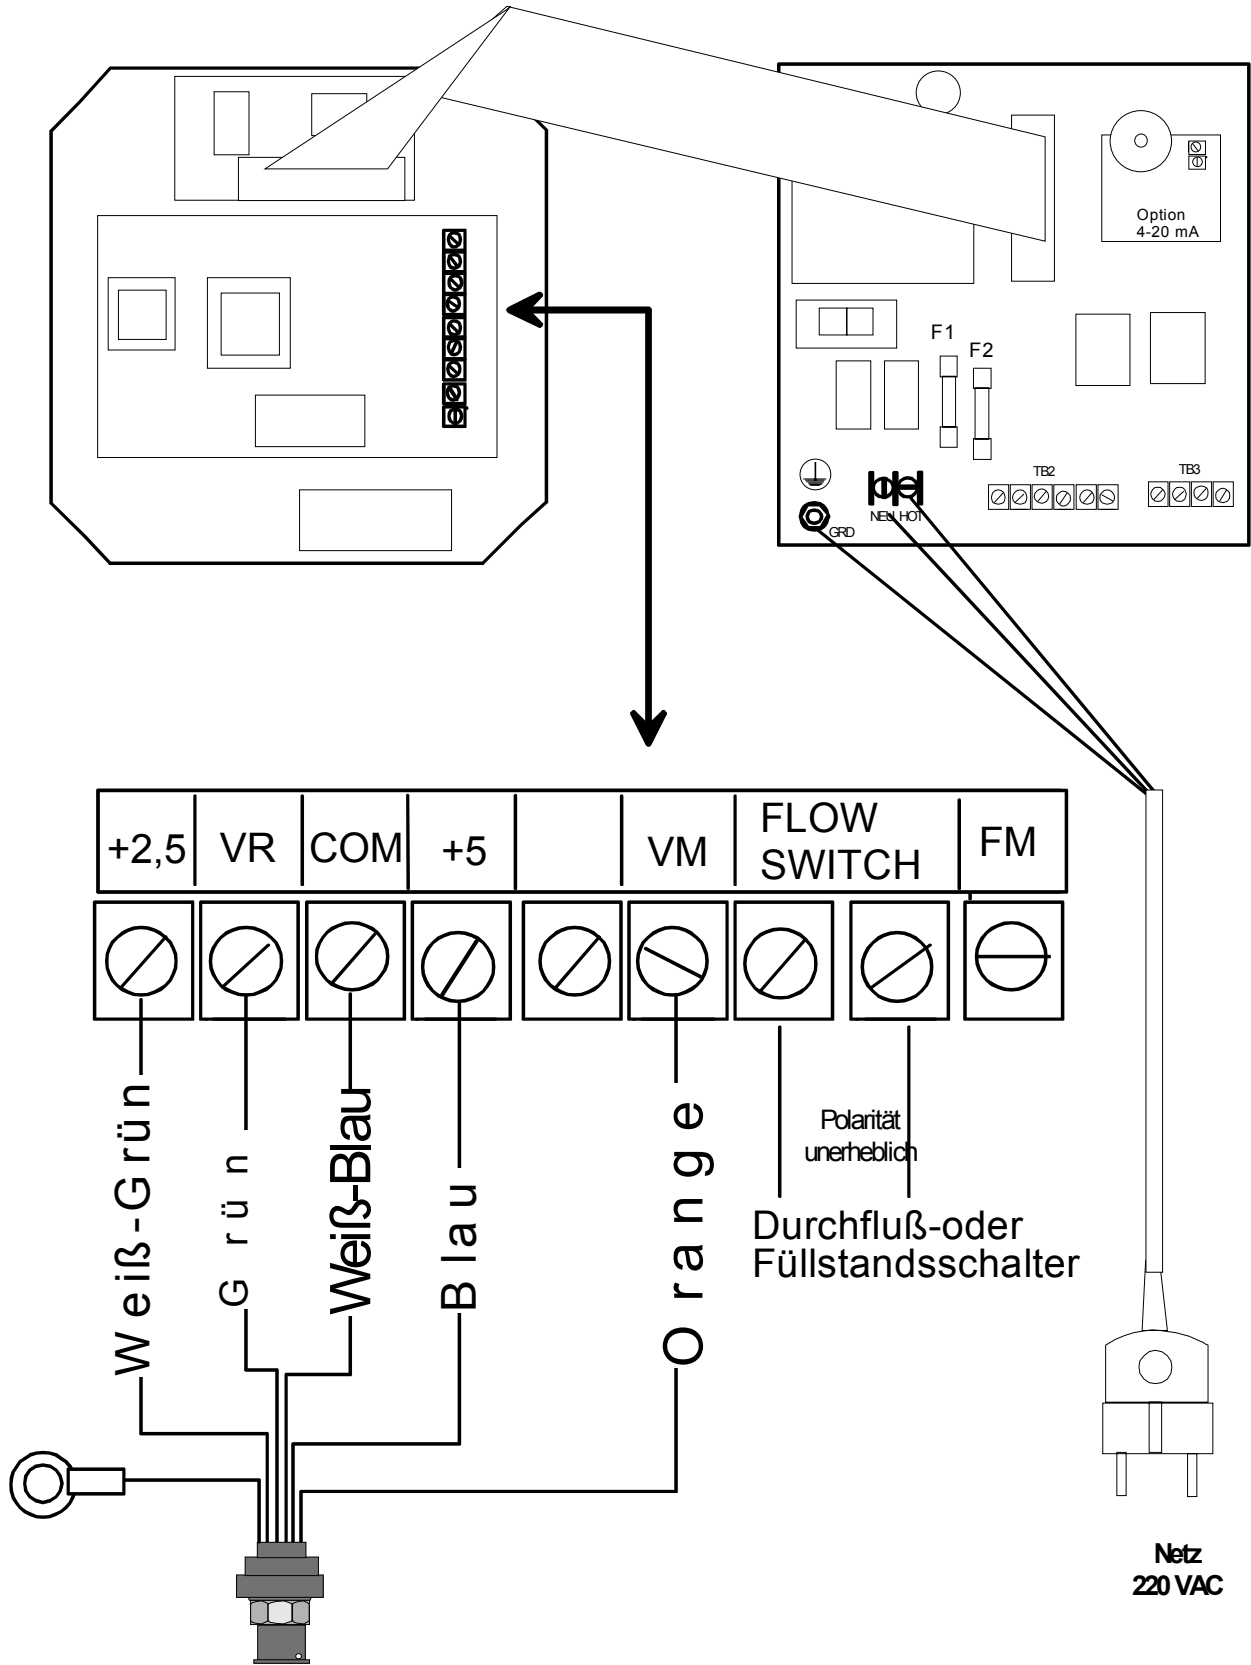 Option
4-20 mA
F1
F2
TB2
TB3
NEU HOT
GRD
+2,5
VR
COM
+5
VM
FLOW
SWITCH
FM
Weiß-Grün
Grün
Weiß-Blau
Blau
Orange
Polarität
unerheblich
Durchfluß-oder
Füllstandsschalter
Netz
220 VAC